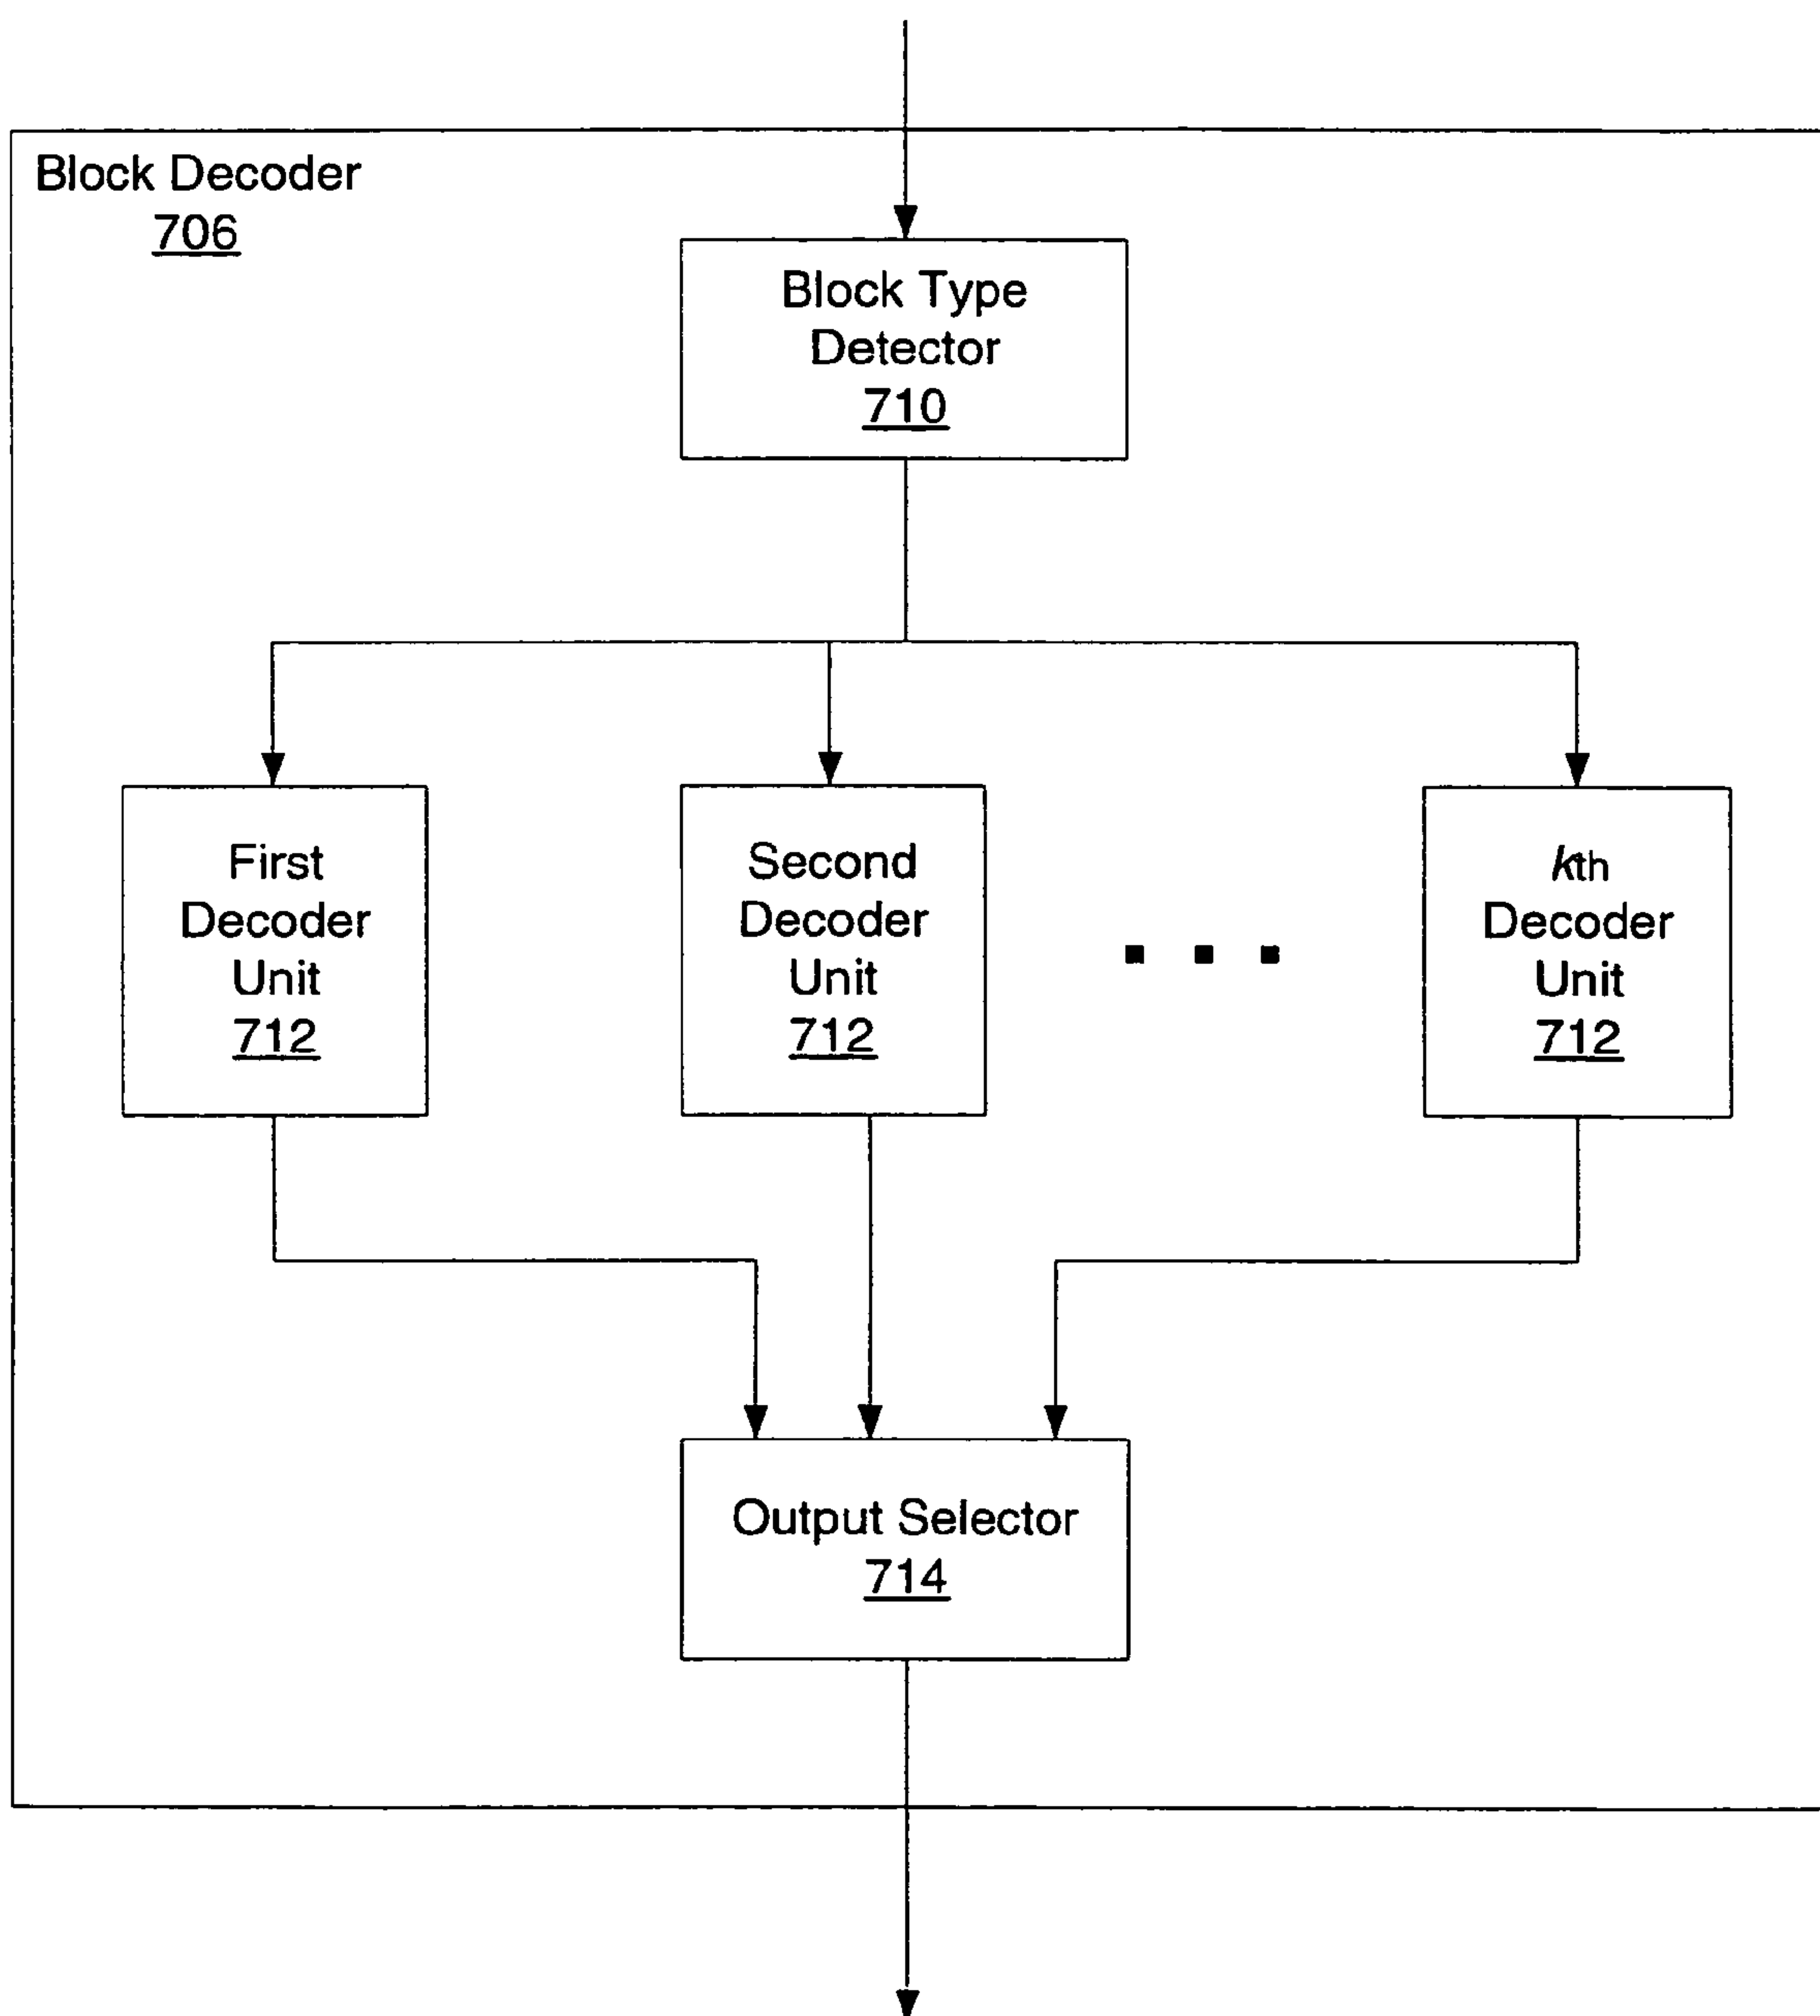 Block Decoder
706
Block Type
Detector
710
First
Decoder
Unit
712
Second
Decoder
Unit
712
kth
Decoder
Unit
712
Output Selector
714